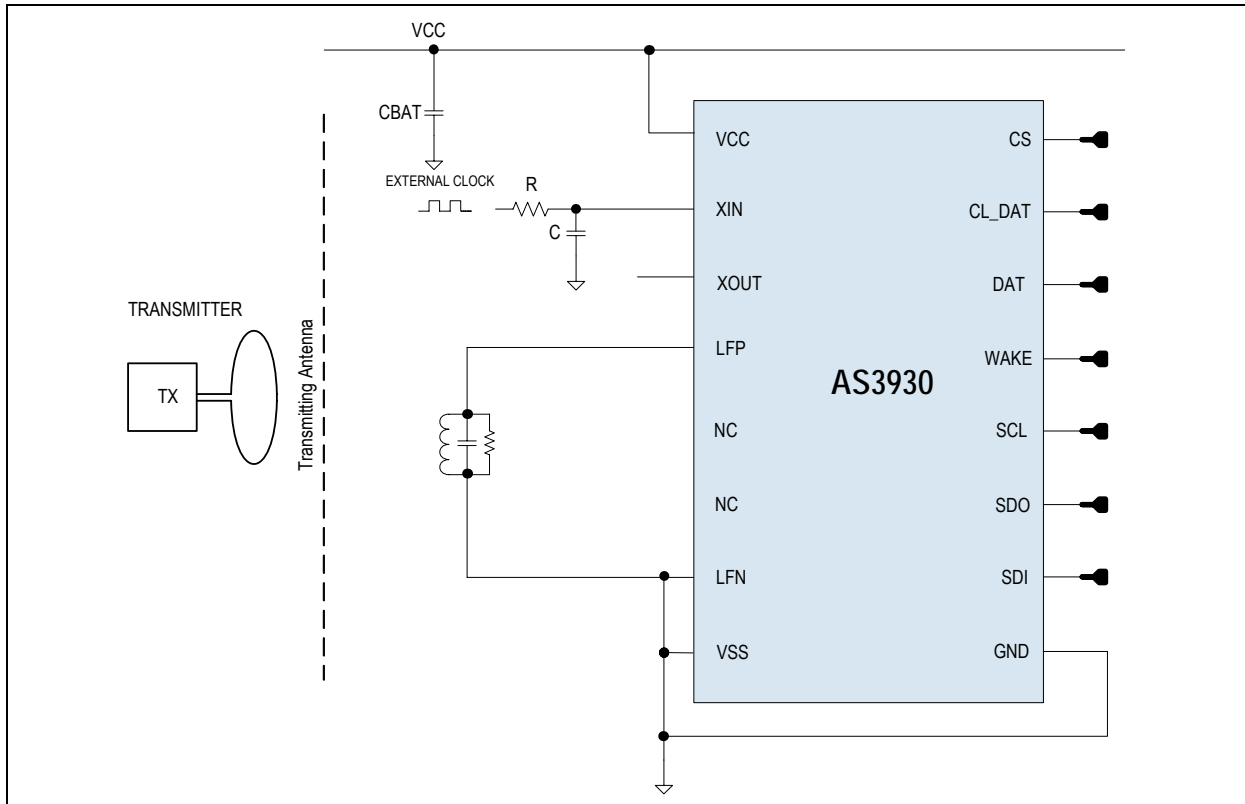 VCC
CBAT
EXTERNAL CLOCK
R
C
TRANSMITTER
TX
Transmitting Antenna
VCC
XIN
XOUT
LFP
NC
NC
LFN
VSS
AS3930
CS
CL_DAT
DAT
WAKE
SCL
SDO
SDI
GND